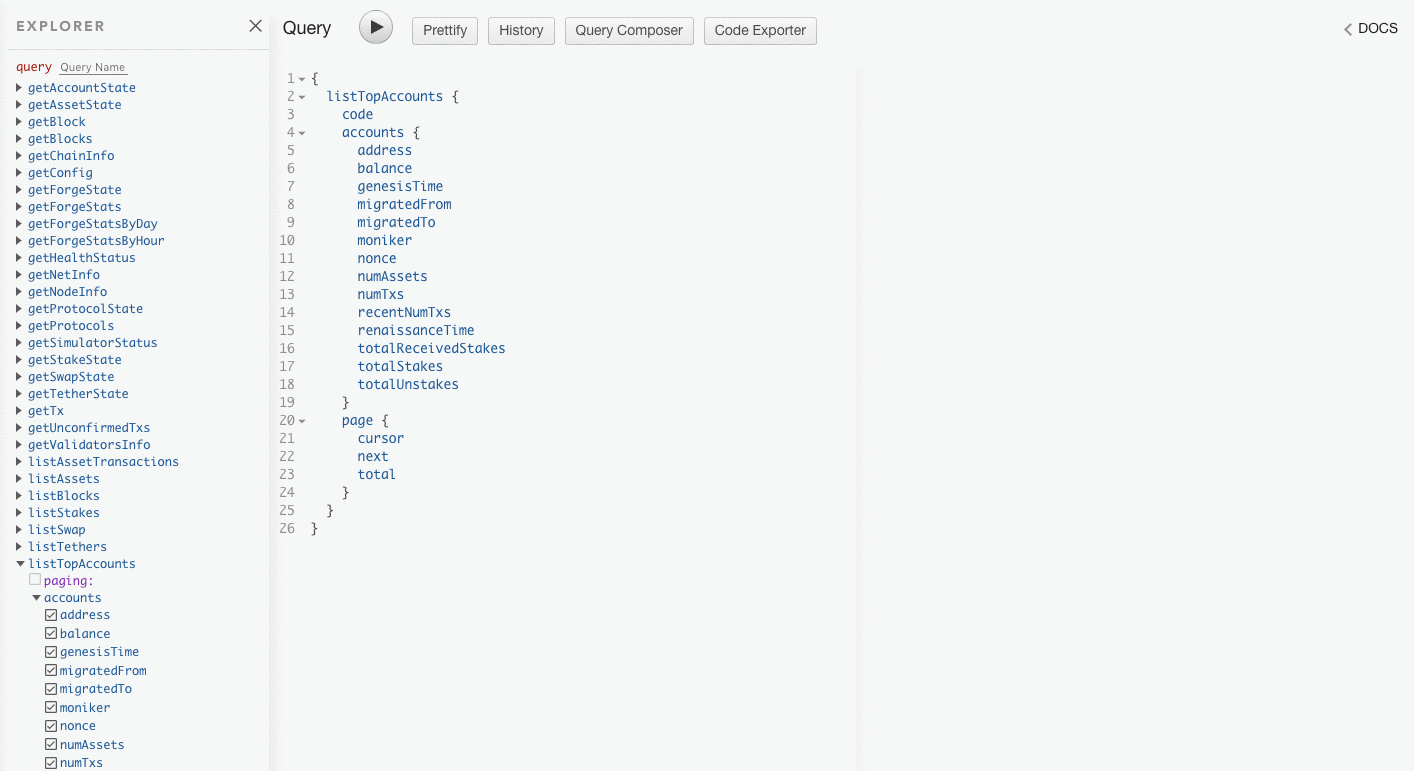 EXPLORER
query Query Name
getAccountState
getAssetState
getBlock
getBlocks
getChainInfo
getConfig
getForgeState
getForgeStats
getForgeStatsByDay
getForgeStatsByHour
getHealthStatus
getNetInfo
getNodeInfo
getProtocolState
getProtocols
getSimulatorStatus
getStakeState
getSwapState
getTetherState
getTx
getUnconfirmedTxs
getValidatorsInfo
listAssetTransactions
listAssets
listBlocks
listStakes
listSwap
listTethers
listTopAccounts
paging:
accounts
address
balance
genesisTime
migratedFrom
migratedTo
moniker
nonce
numAssets
numTxs
Query Prettify History Query Composer Code Exporter DOCS
1 {
2 listTopAccounts {
3 code
4 accounts {
5 address
6 balance
7 genesisTime
8 migratedFrom
9 migratedTo
10 moniker
11 nonce
12 numAssets
13 numTxs
14 recentNumTxs
15 renaissanceTime
16 totalReceivedStakes
17 totalStakes
18 totalUnstakes
19 }
20 page {
21 cursor
22 next
23 total
24 }
25 }
26 }